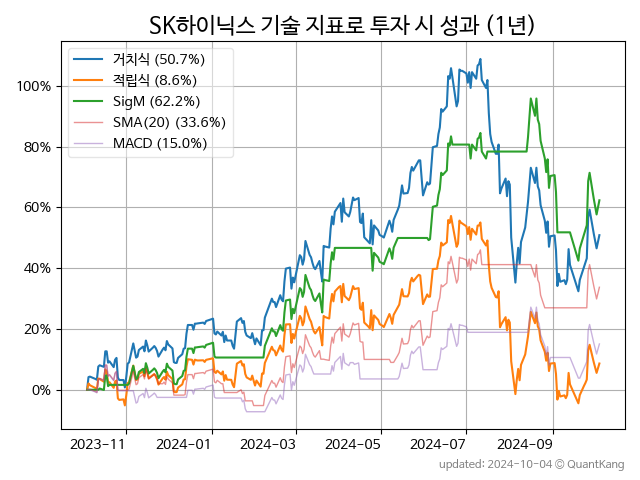 SK하이닉스 기술 지표로 투자 시 성과 (1년)
거치식 (50.7%)
적립식 (8.6%)
SigM (62.2%)
SMA(20) (33.6%)
MACD (15.0%)
100%
80%
60%
40%
20%
0%
2023-11 2024-01 2024-03 2024-05 2024-07 2024-09
updated: 2024-10-04 © QuantKang